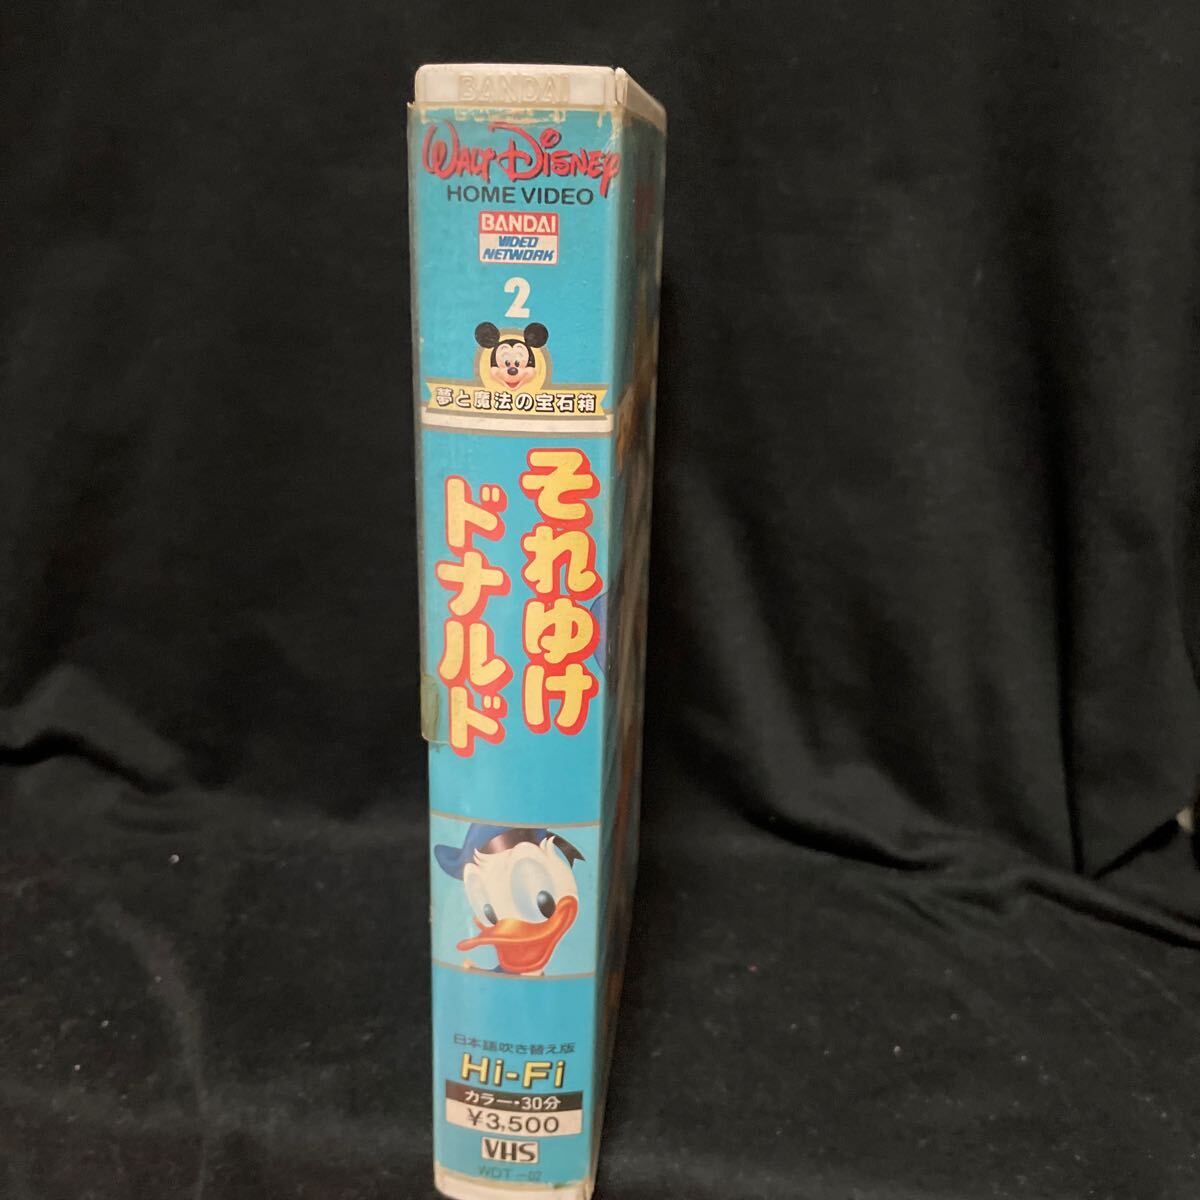 BANDAI
WALT DISNEY
HOME VIDEO
BANDAI
VIDEO
NETWORK
2
夢と魔法の宝石箱
それゆけ
ドナルド
日本語吹き替え版
Hi-Fi
カラー・30分
¥3,500
VHS
WDT-02